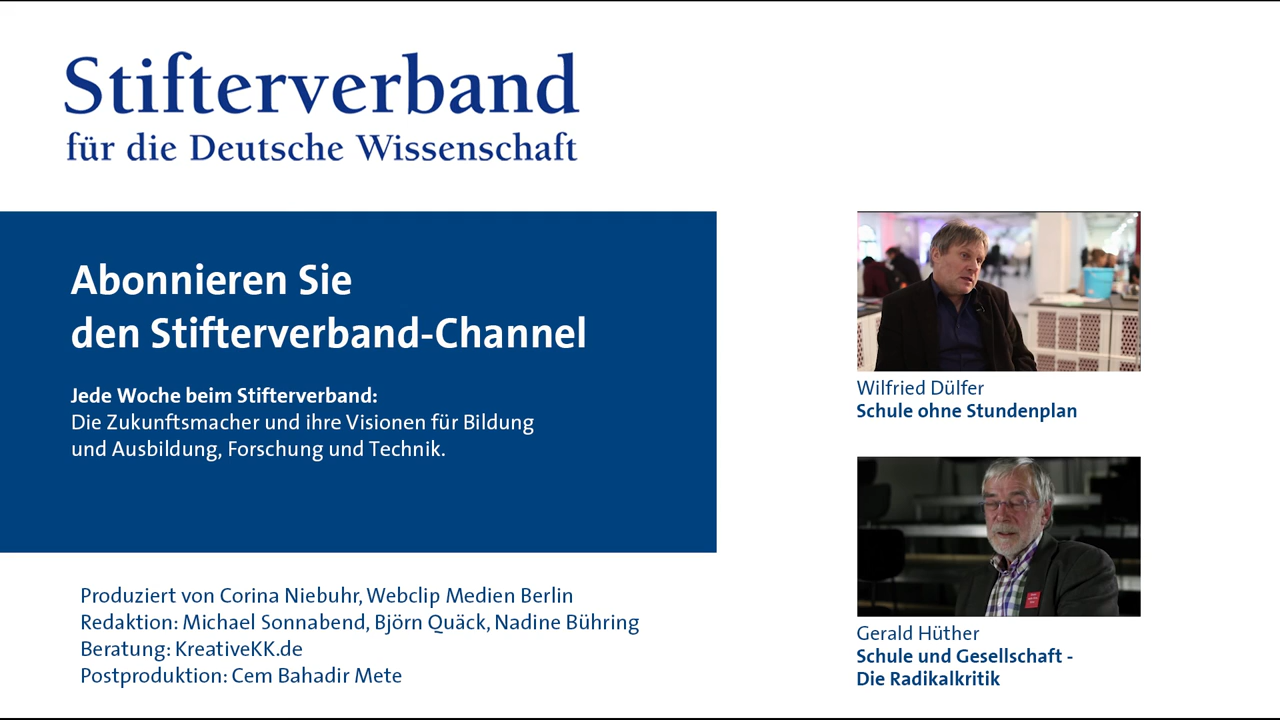 Stifterverband
für die Deutsche Wissenschaft
Abonnieren Sie
den Stifterverband-Channel
Jede Woche beim Stifterverband:
Die Zukunftsmacher und ihre Visionen für Bildung
und Ausbildung, Forschung und Technik.
Produziert von Corina Niebuhr, Webclip Medien Berlin
Redaktion: Michael Sonnabend, Björn Quäck, Nadine Bühring
Beratung: KreativeKK.de
Postproduktion: Cem Bahadir Mete
Wilfried Dülfer
Schule ohne Stundenplan
Gerald Hüther
Schule und Gesellschaft -
Die Radikalkritik